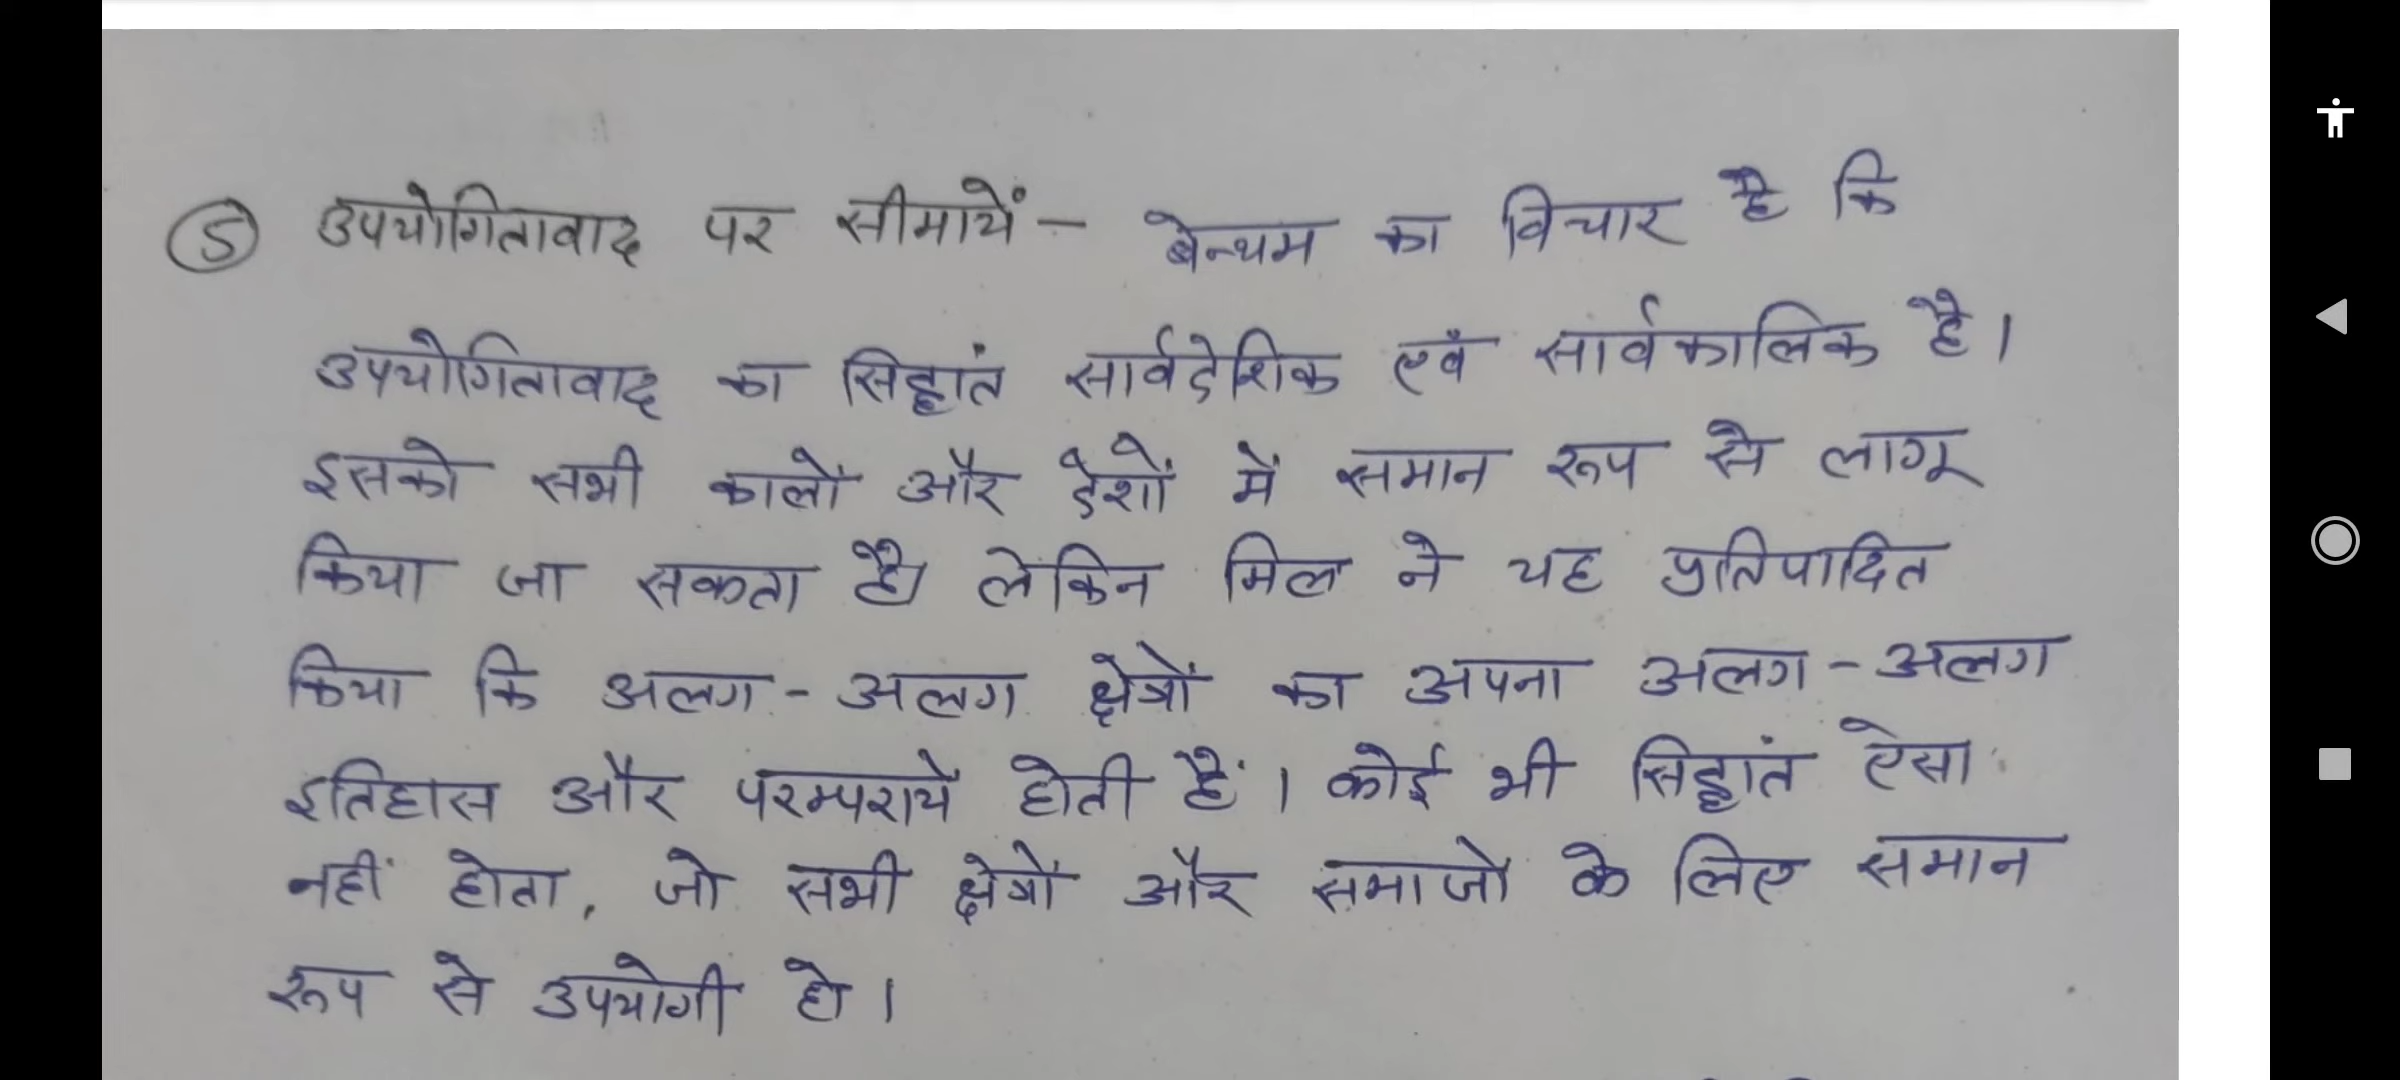 ⑤ उपयोगितावाद पर सीमायें - बेन्थम का विचार है कि
उपयोगितावाद का सिद्धांत सार्वदेशिक एवं सार्वकालिक है।
इसको सभी कालों और देशों में समान रूप से लागू
किया जा सकता है। लेकिन मिल ने यह प्रतिपादित
किया कि अलग - अलग क्षेत्रों का अपना अलग - अलग
इतिहास और परम्परायें होती हैं। कोई भी सिद्धांत ऐसा
नहीं होता, जो सभी क्षेत्रों और समाजों के लिए समान
रूप से उपयोगी हो।